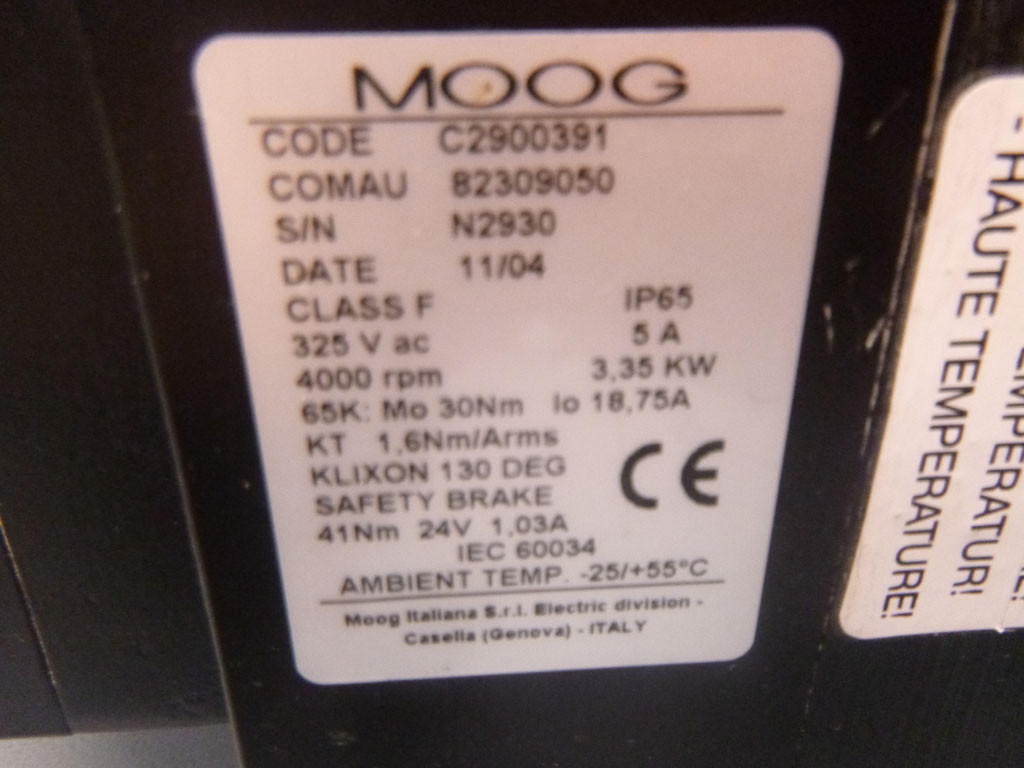 MOOG
CODE C2900391
COMAU 82309050
S/N N2930
DATE 11/04
CLASS F IP65
325 V ac 5 A
4000 rpm 3,35 KW
65K: Mo 30Nm Io 18,75A
KT 1,6Nm/Arms
KLIXON 130 DEG
SAFETY BRAKE
41Nm 24V 1,03A
CE
IEC 60034
AMBIENT TEMP. -25/+55°C
Moog Italiana S.r.l. Electric division -
Casella (Genova) - ITALY
- HAUTE TEMPERATURE!